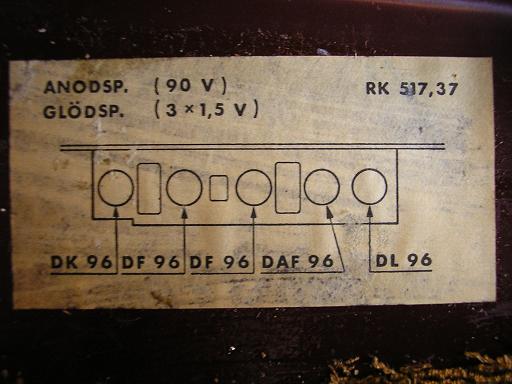 ANODSP. (90 V) RK 517,37
GLÖDSP. (3 × 1,5 V)
DK 96 DF 96 DF 96 DAF 96 DL 96